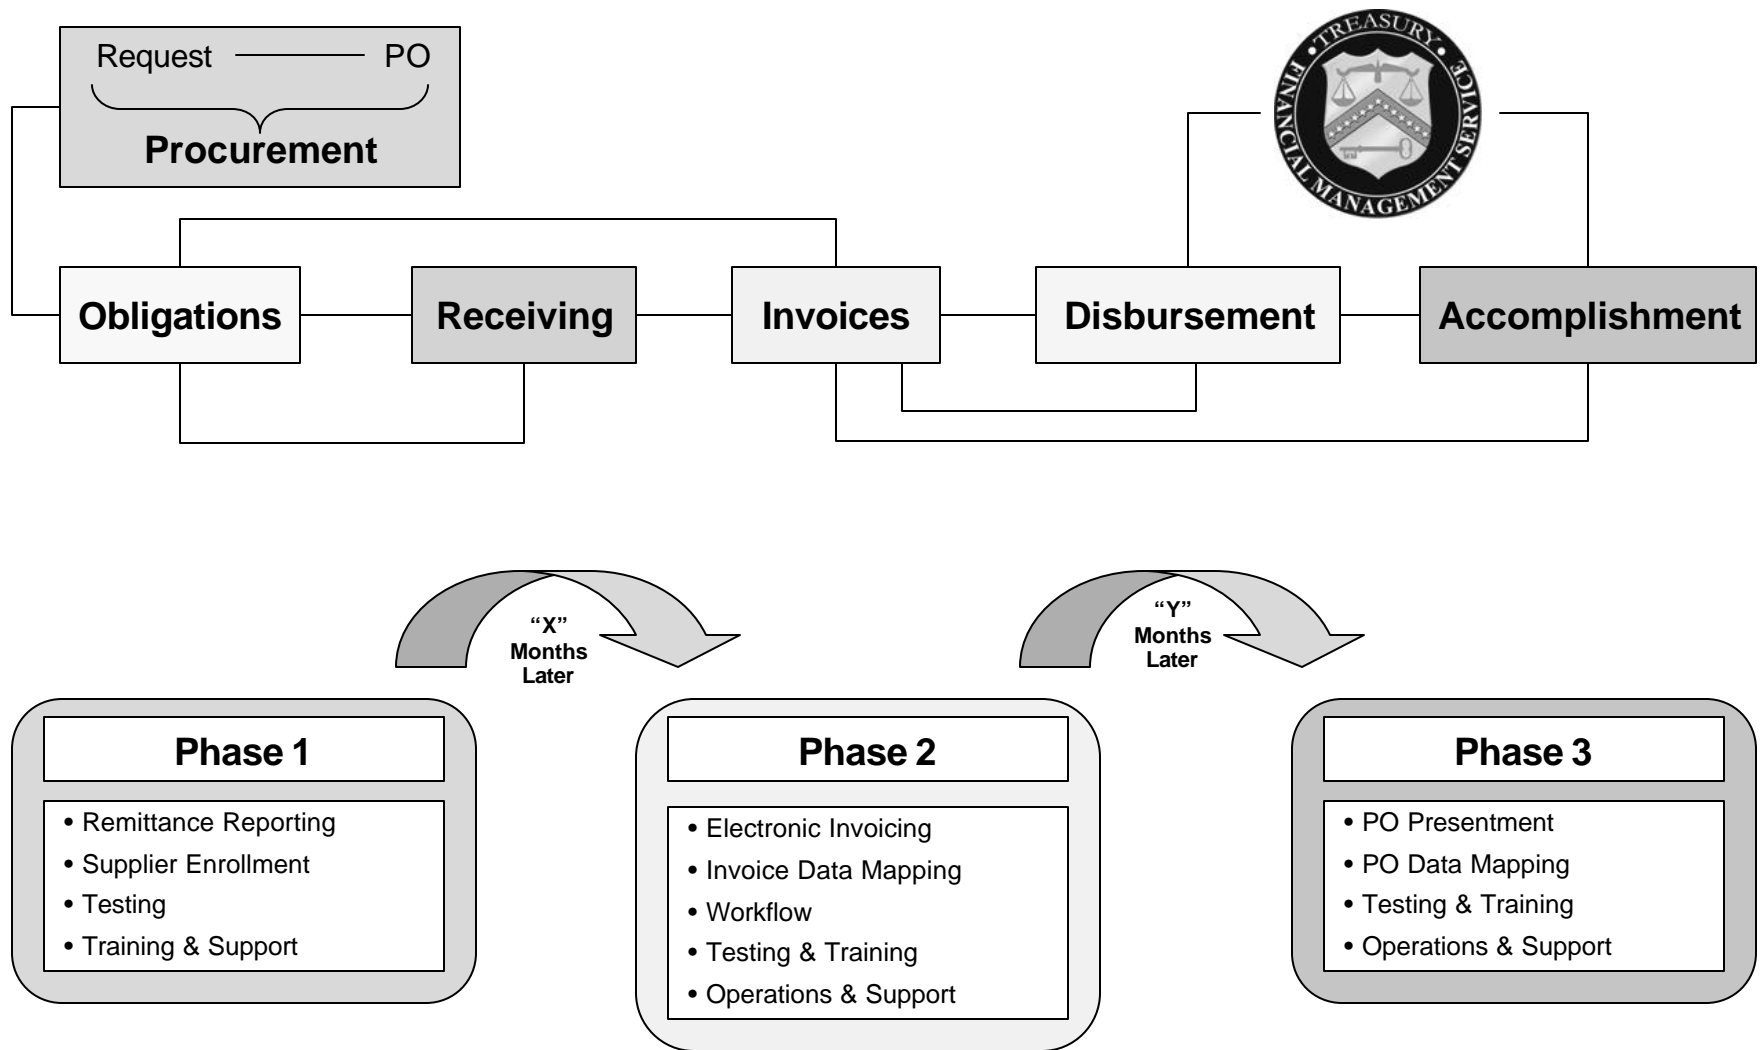 Request PO
Procurement
• TREASURY •
FINANCIAL MANAGEMENT SERVICE
Obligations Receiving Invoices Disbursement Accomplishment
“X”
Months
Later
“Y”
Months
Later
Phase 1
• Remittance Reporting
• Supplier Enrollment
• Testing
• Training & Support
Phase 2
• Electronic Invoicing
• Invoice Data Mapping
• Workflow
• Testing & Training
• Operations & Support
Phase 3
• PO Presentment
• PO Data Mapping
• Testing & Training
• Operations & Support